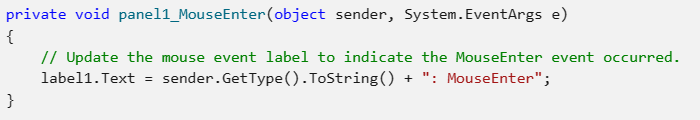 private void panel1_MouseEnter(object sender, System.EventArgs e)
{
    // Update the mouse event label to indicate the MouseEnter event occurred.
    label1.Text = sender.GetType().ToString() + ": MouseEnter";
}